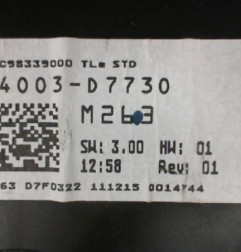 C98339000 TLe STD
4003-D7730
M263
SW: 3.00 HW: 01
12:58 Rev: 01
63 D7F0322 111215 0014744